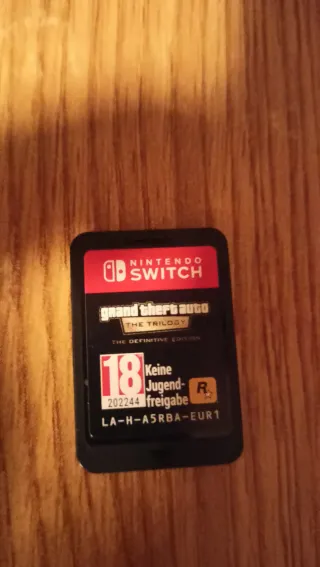 NINTENDO
SWITCH
grand theft auto
THE TRILOGY
THE DEFINITIVE EDITION
18
202244
Keine
Jugend-
freigabe
R
LA-H-A5RBA-EUR1